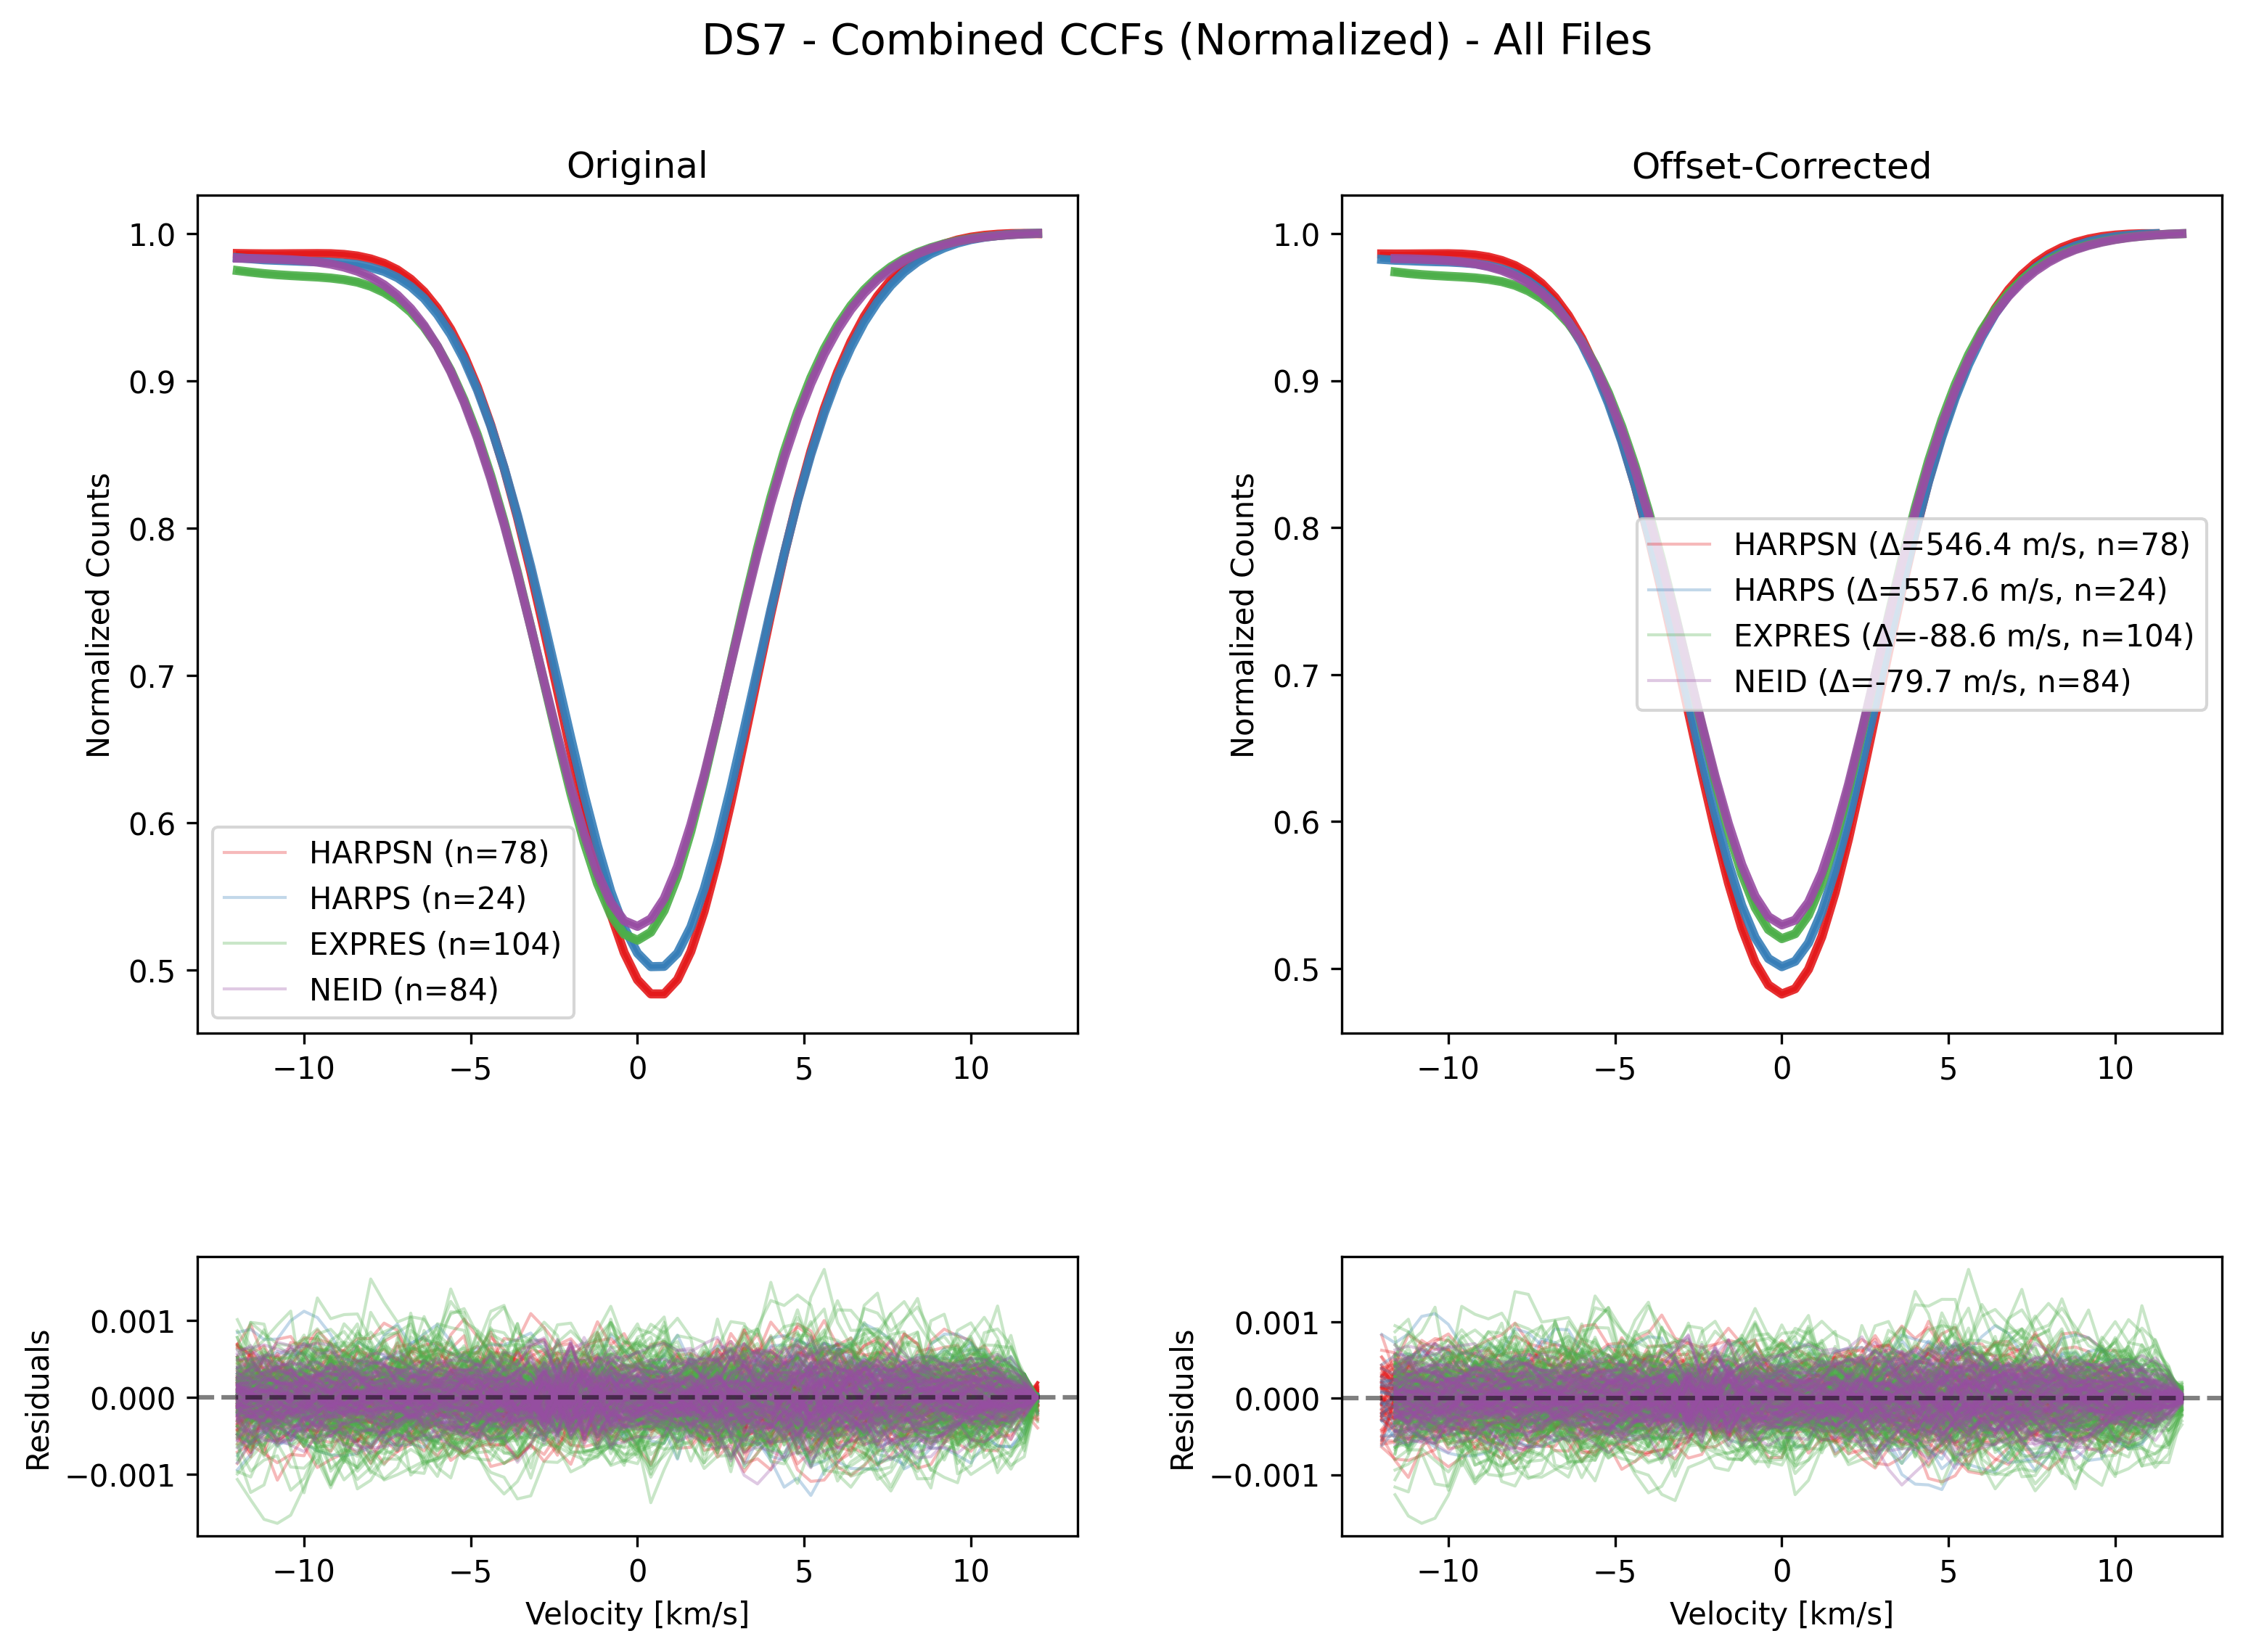 DS7 - Combined CCFs (Normalized) - All Files
Original
Normalized Counts
1.0
0.9
0.8
0.7
0.6
0.5
HARPSN (n=78)
HARPS (n=24)
EXPRES (n=104)
NEID (n=84)
−10
−5
0
5
10
Offset-Corrected
Normalized Counts
1.0
0.9
0.8
0.7
0.6
0.5
HARPSN (Δ=546.4 m/s, n=78)
HARPS (Δ=557.6 m/s, n=24)
EXPRES (Δ=-88.6 m/s, n=104)
NEID (Δ=-79.7 m/s, n=84)
−10
−5
0
5
10
Residuals
0.001
0.000
−0.001
−10
−5
0
5
10
Velocity [km/s]
Residuals
0.001
0.000
−0.001
−10
−5
0
5
10
Velocity [km/s]